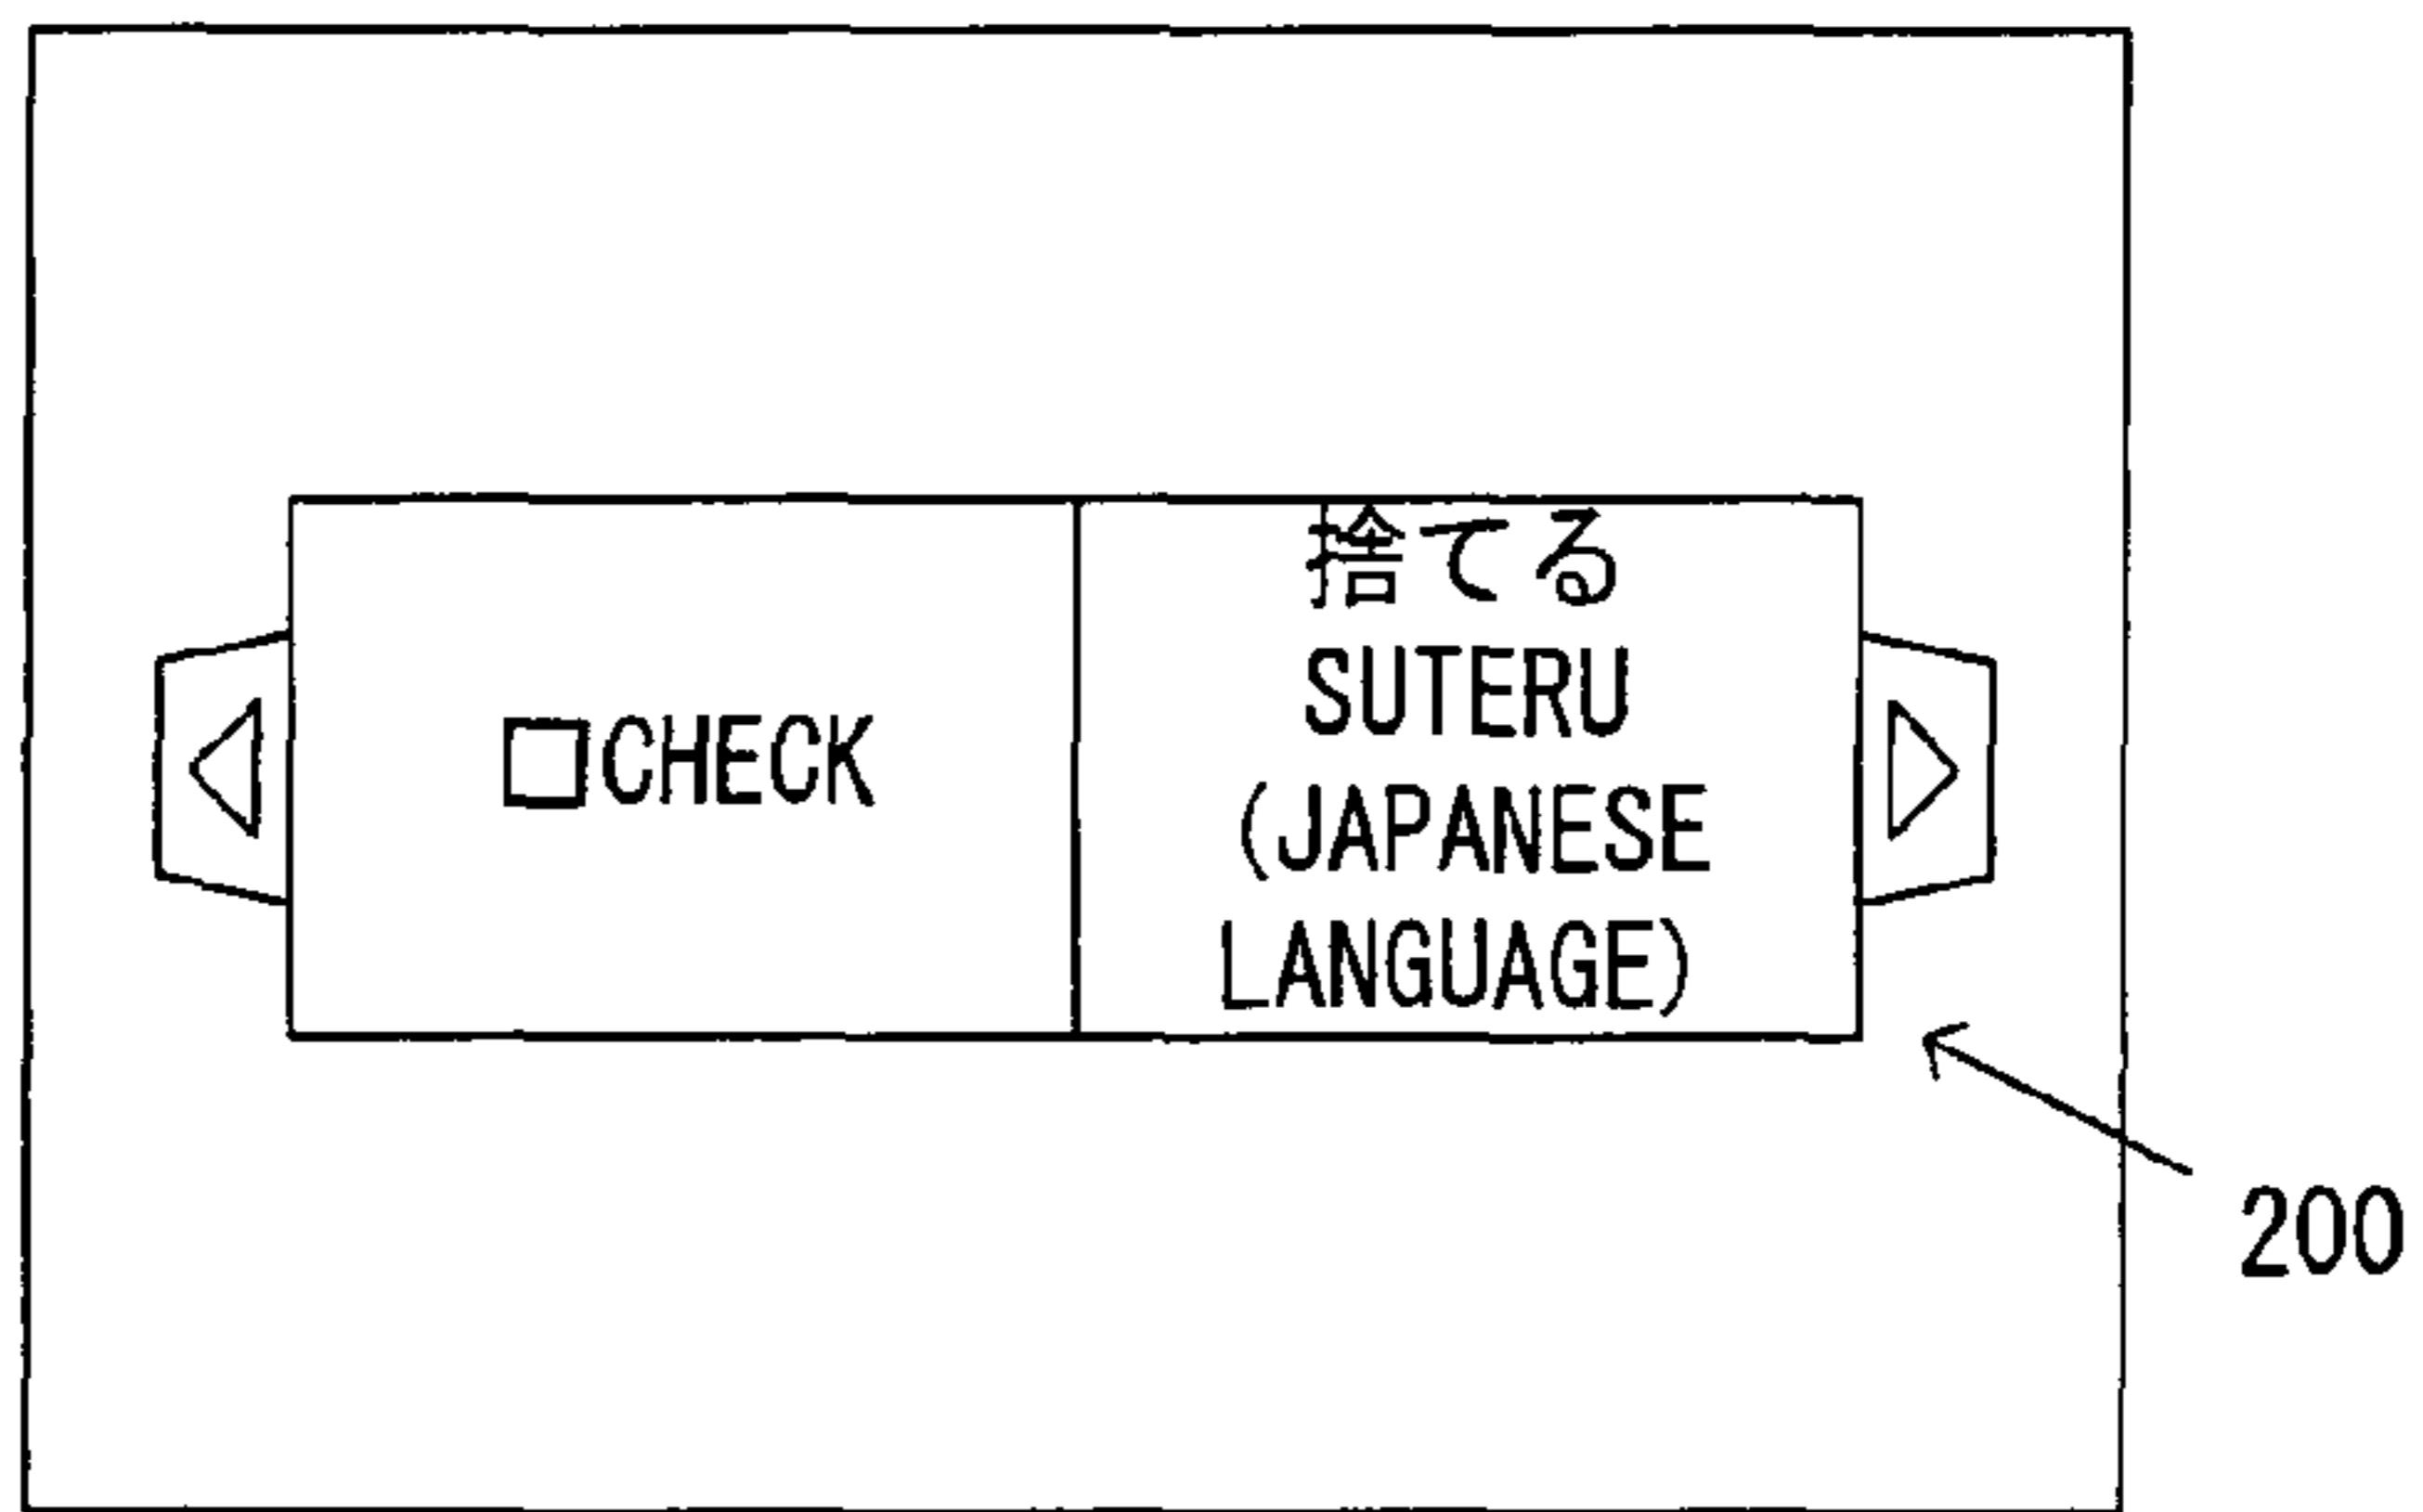 □CHECK
捨てる
SUTERU
(JAPANESE
LANGUAGE)
200